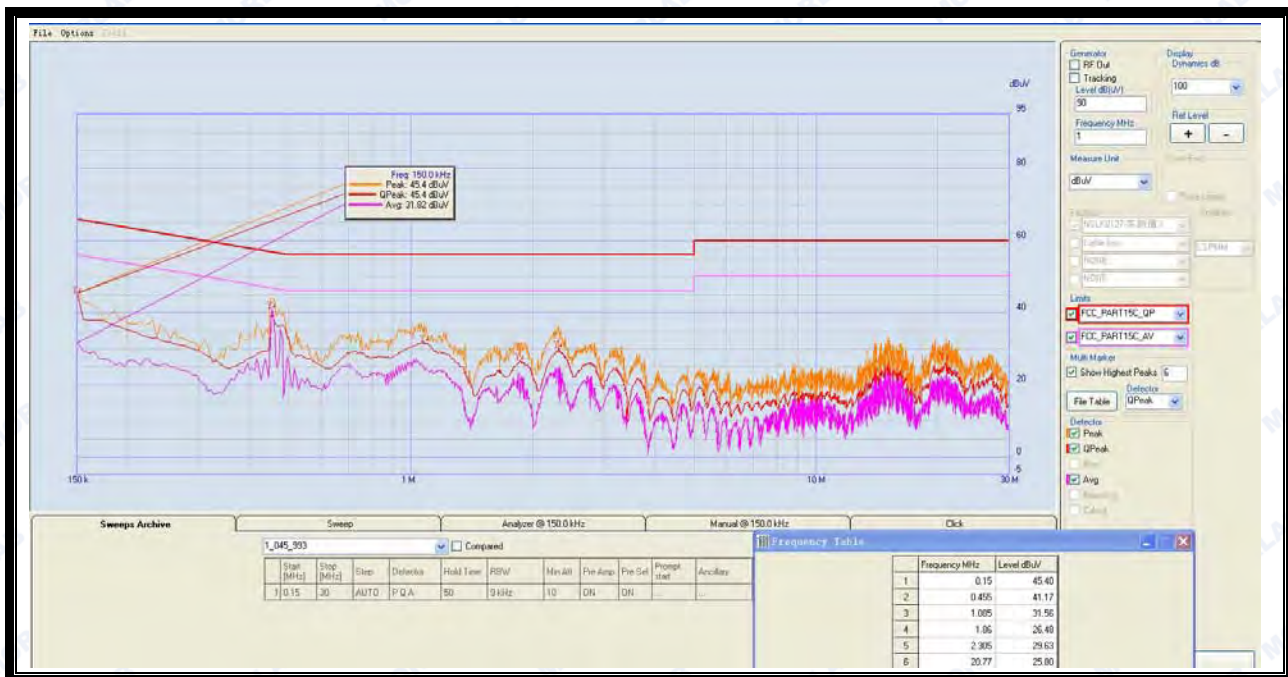 File Options
dBuV
95
80
60
40
20
0
-5
150 k
1 M
10 M
30 M
Freq: 150.0 kHz
Peak: 45.4 dBuV
QPeak: 45.4 dBuV
Avg: 31.82 dBuV
Generator
RF Out
Tracking
Level dB(uV)
90
Frequency MHz
1
Display
Dynamics dB
100
Ref Level
+ -
Measure Unit
dBuV
NONE
NONE
Limits
FCC_PART15C_QP
FCC_PART15C_AV
Multi Marker
Show Highest Peaks 6
File Table
Detector
QPeak
Detector
Peak
QPeak
Avg
Sweeps Archive Sweep Analyzer @ 150.0 kHz Manual @ 150.0 kHz Click
1_045_993 Compared
Start [MHz] Stop [MHz] Step Detector Hold Time RBW Min Att Pre Amp Pre Sel Prompt start Ancillary
1 0.15 30 AUTO P Q A 50 9 kHz 10 ON ON ... ...
Frequency Table
Frequency MHz Level dBuV
1 0.15 45.40
2 0.455 41.17
3 1.085 31.56
4 1.86 26.48
5 2.305 29.63
6 20.77 25.80